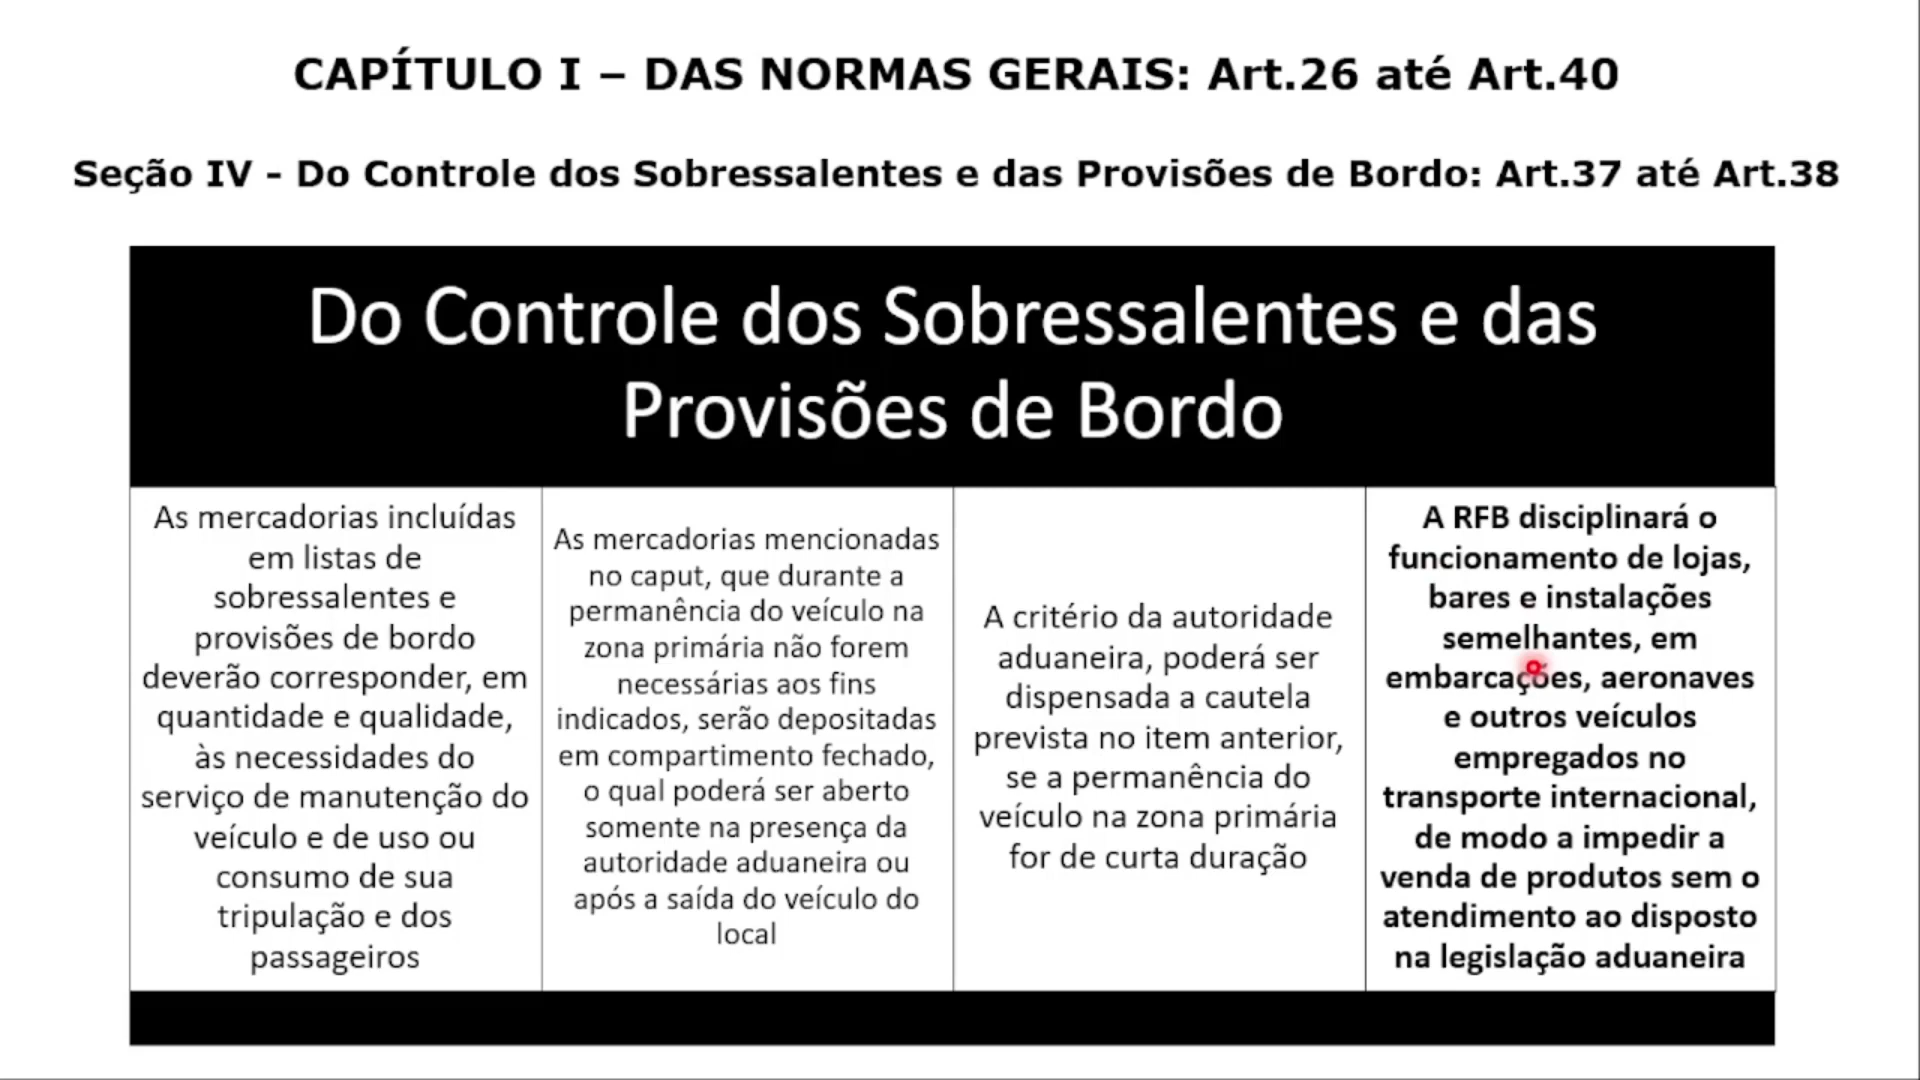 CAPÍTULO I – DAS NORMAS GERAIS: Art.26 até Art.40
Seção IV - Do Controle dos Sobressalentes e das Provisões de Bordo: Art.37 até Art.38
Do Controle dos Sobressalentes e das
Provisões de Bordo
As mercadorias incluídas
em listas de
sobressalentes e
provisões de bordo
deverão corresponder, em
quantidade e qualidade,
às necessidades do
serviço de manutenção do
veículo e de uso ou
consumo de sua
tripulação e dos
passageiros
As mercadorias mencionadas
no caput, que durante a
permanência do veículo na
zona primária não forem
necessárias aos fins
indicados, serão depositadas
em compartimento fechado,
o qual poderá ser aberto
somente na presença da
autoridade aduaneira ou
após a saída do veículo do
local
A critério da autoridade
aduaneira, poderá ser
dispensada a cautela
prevista no item anterior,
se a permanência do
veículo na zona primária
for de curta duração
A RFB disciplinará o
funcionamento de lojas,
bares e instalações
semelhantes, em
embarcações, aeronaves
e outros veículos
empregados no
transporte internacional,
de modo a impedir a
venda de produtos sem o
atendimento ao disposto
na legislação aduaneira